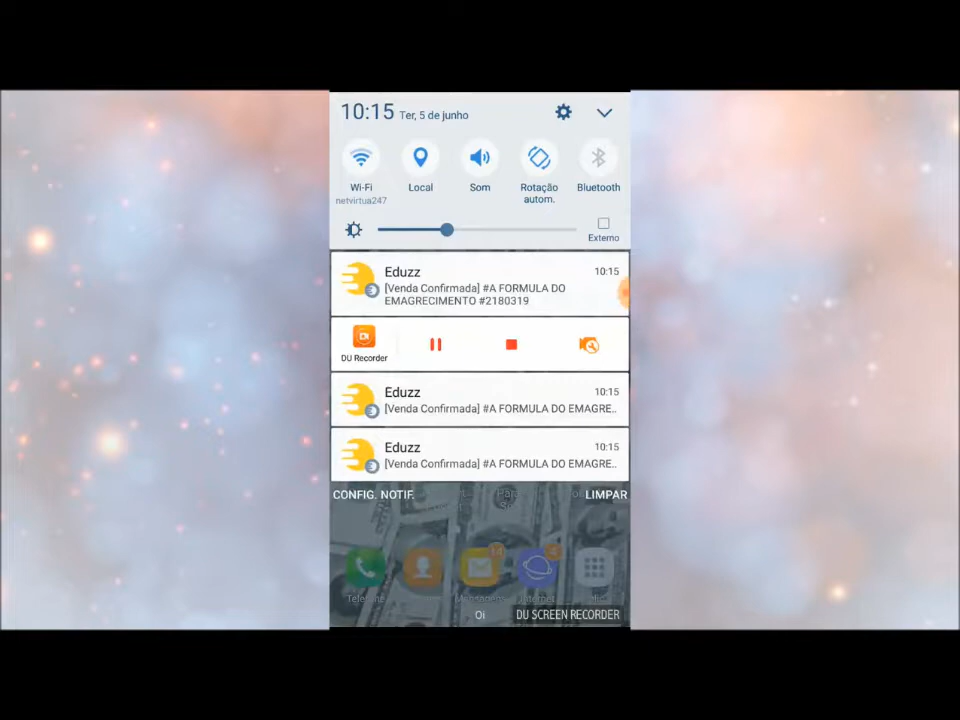 10:15 Ter, 5 de junho
Wi-Fi
netvirtua247
Local
Som
Rotação
autom.
Bluetooth
Externo
Eduzz 10:15
[Venda Confirmada] #A FORMULA DO
EMAGRECIMENTO #2180319
DU Recorder
Eduzz 10:15
[Venda Confirmada] #A FORMULA DO EMAGRE..
Eduzz 10:15
[Venda Confirmada] #A FORMULA DO EMAGRE..
CONFIG. NOTIF. LIMPAR
14
4
Oi
DU SCREEN RECORDER